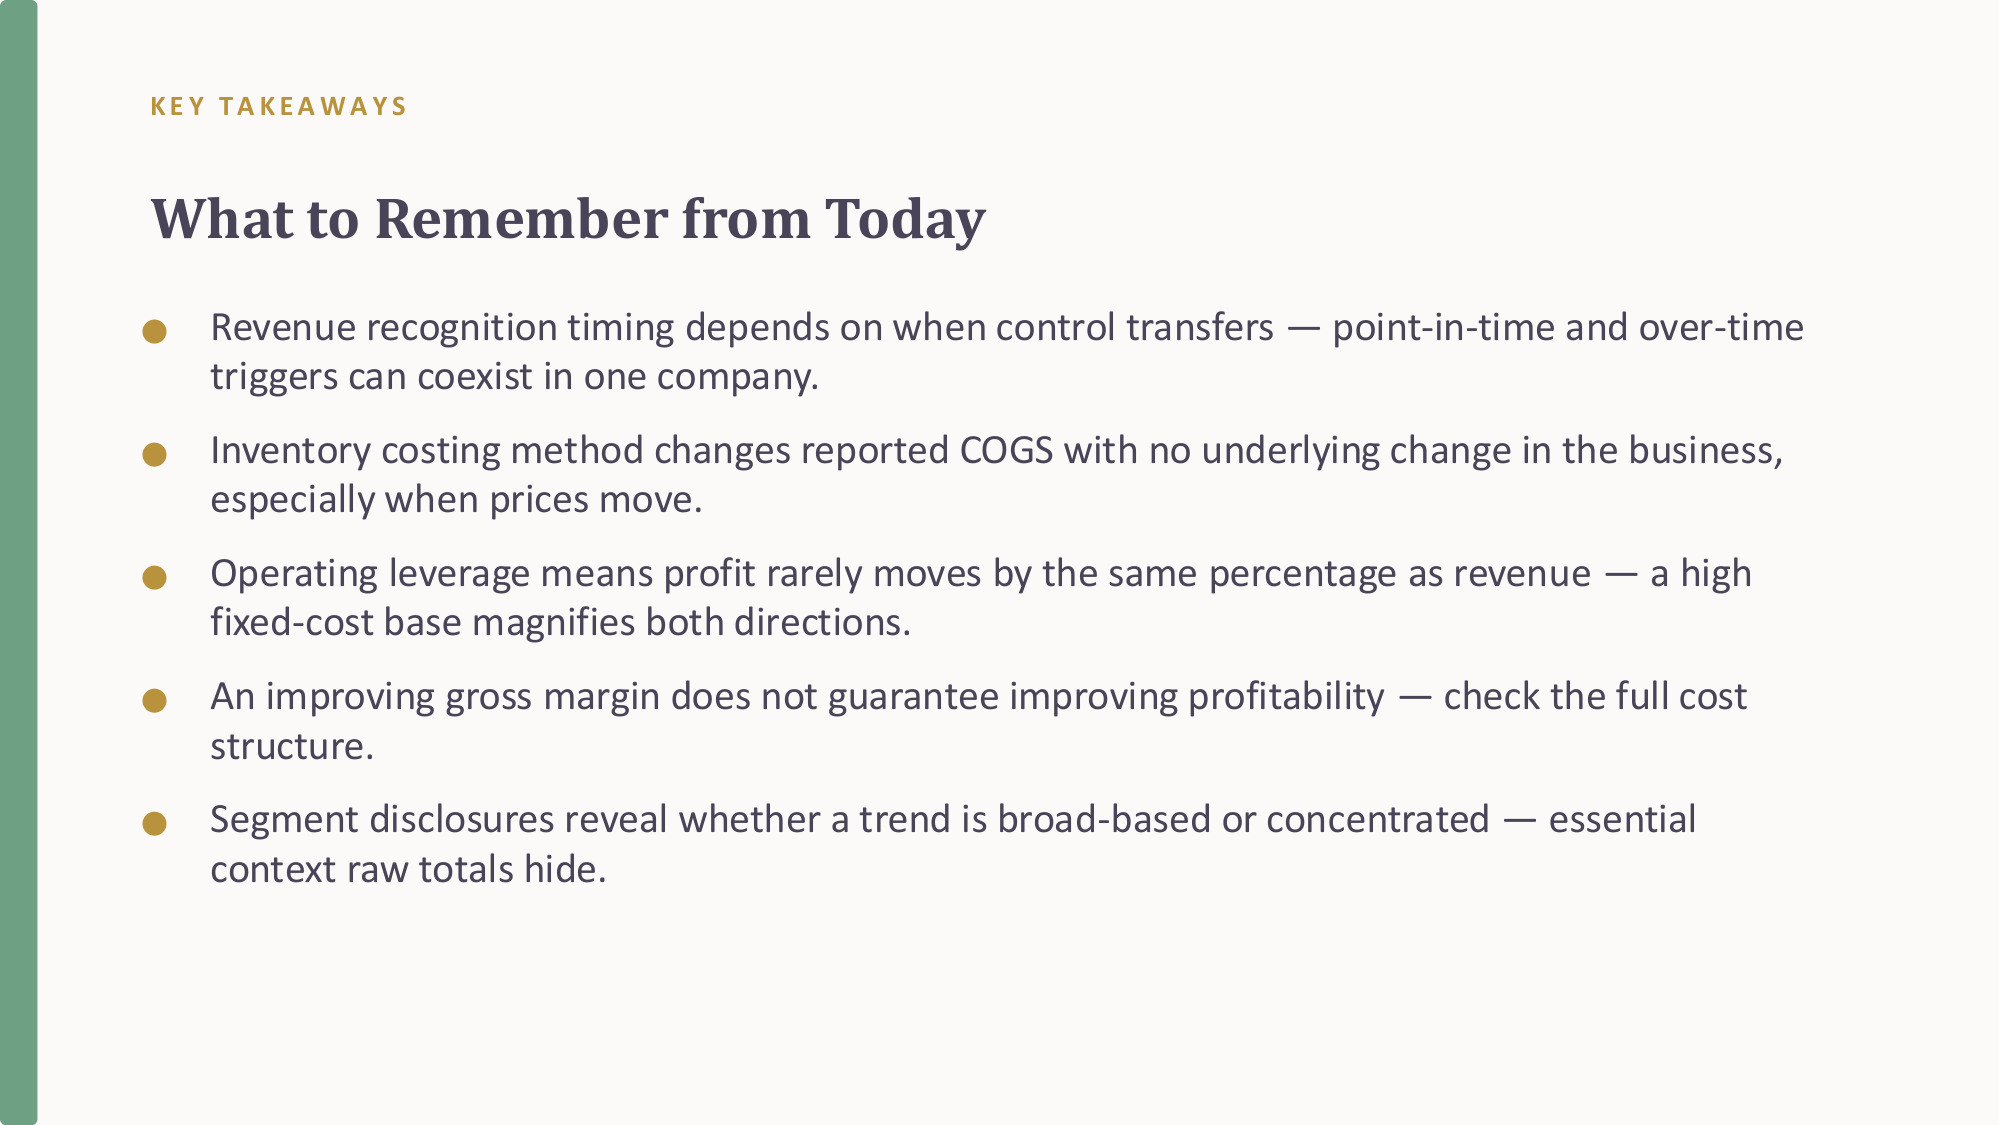 KEY TAKEAWAYS
What to Remember from Today
Revenue recognition timing depends on when control transfers — point-in-time and over-time
triggers can coexist in one company.
Inventory costing method changes reported COGS with no underlying change in the business,
especially when prices move.
Operating leverage means profit rarely moves by the same percentage as revenue — a high
fixed-cost base magnifies both directions.
An improving gross margin does not guarantee improving profitability — check the full cost
structure.
Segment disclosures reveal whether a trend is broad-based or concentrated — essential
context raw totals hide.